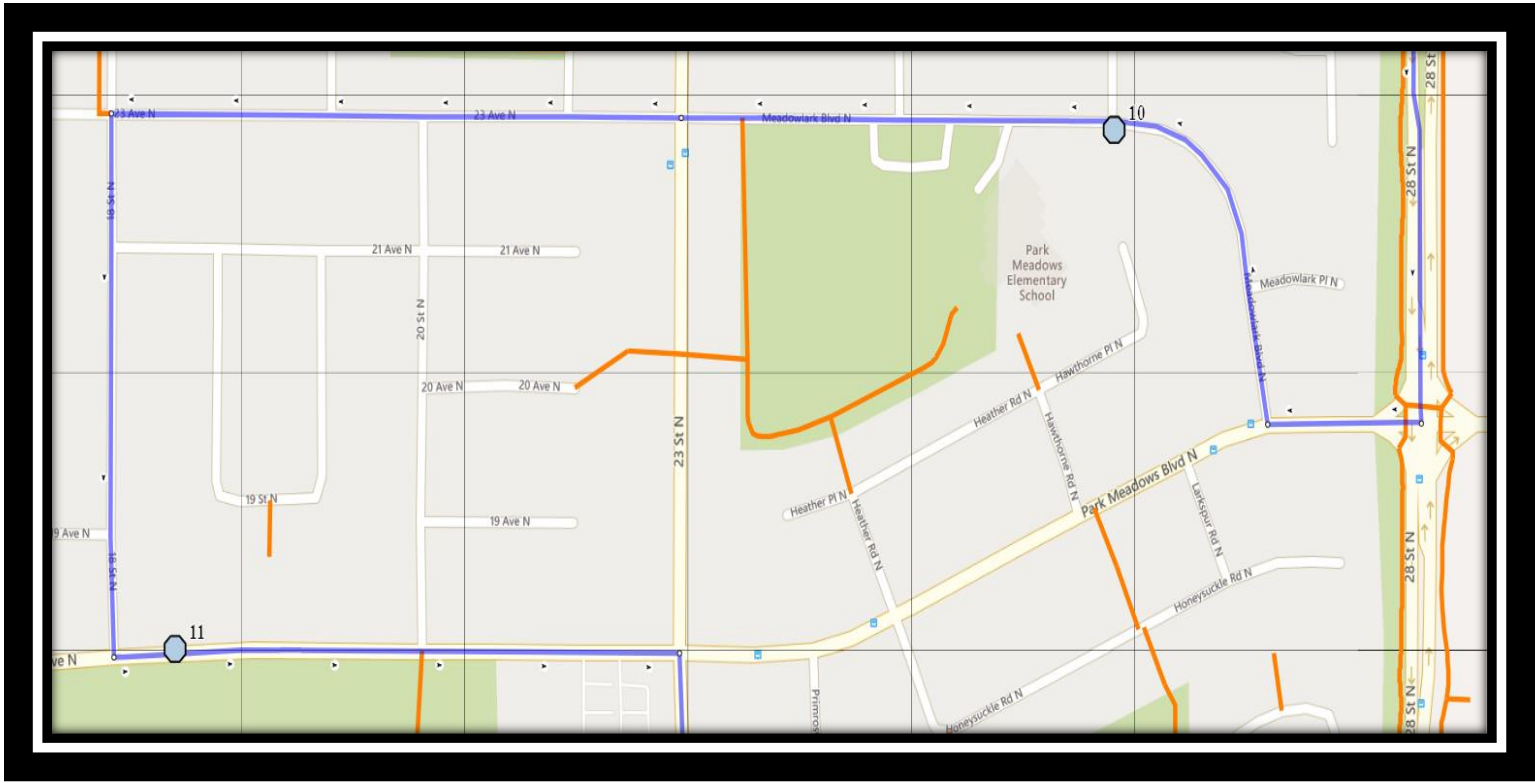 28 St N
10
23 Ave N
23 Ave N
Meadowlark Blvd N
28 St N
18 St N
21 Ave N
21 Ave N
Park
Meadows
Elementary
School
Meadowlark Pl N
20 St N
Meadowlark Blvd N
Hawthorne Pl N
20 Ave N
20 Ave N
Heather Rd N
23 St N
Hawthorne Rd N
Park Meadows Blvd N
19 St N
Heather Pl N
Larkspur Rd N
19 Ave N
9 Ave N
Heather Rd N
28 St N
18 St N
Honeysuckle Rd N
11
ve N
Primros
Honeysuckle Rd N
28 St N